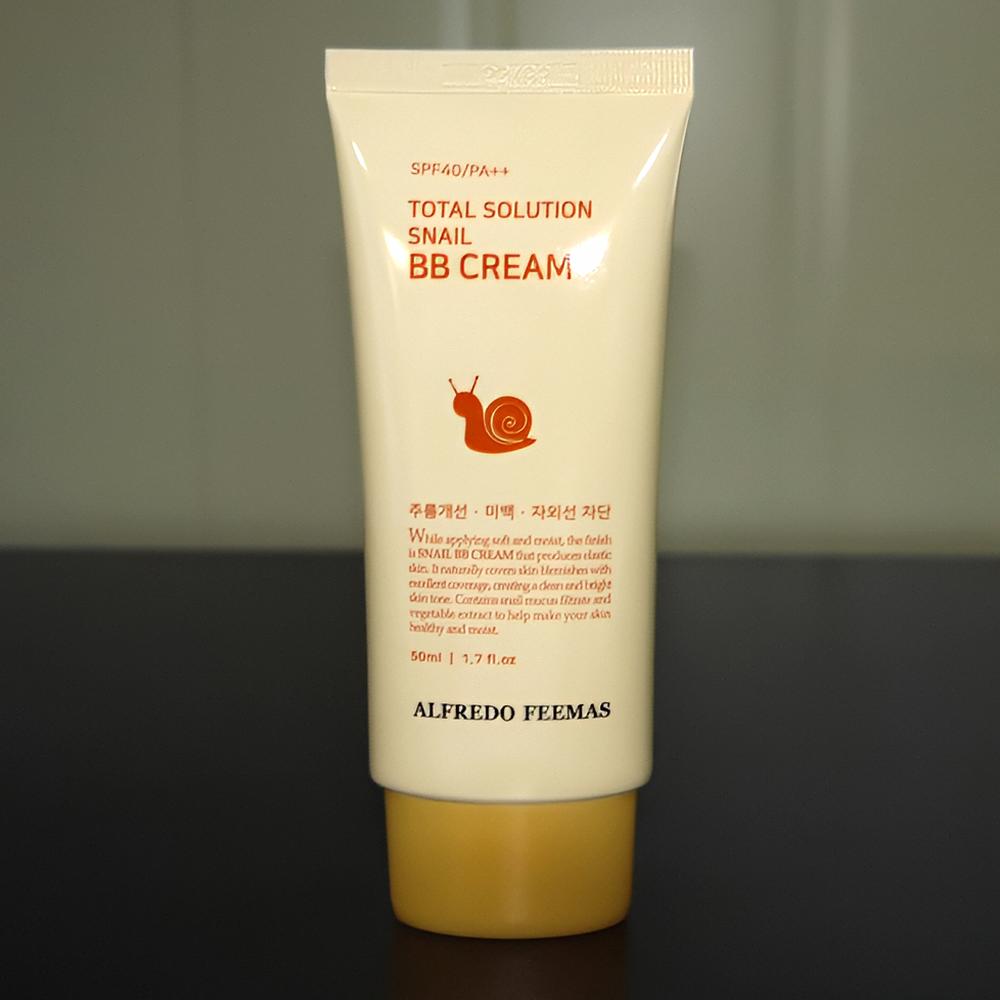 SPF40/PA++
TOTAL SOLUTION
SNAIL
BB CREAM
주름개선 · 미백 · 자외선 차단
While applying soft and moist, the finish
is SNAIL BB CREAM that produces elastic
skin. It naturally covers skin blemishes with
excellent coverage, creating a clean and bright
skin tone. Contains snail mucus filtrate and
vegetable extract to help make your skin
healthy and moist.
50ml | 1.7 fl.oz
ALFREDO FEEMAS